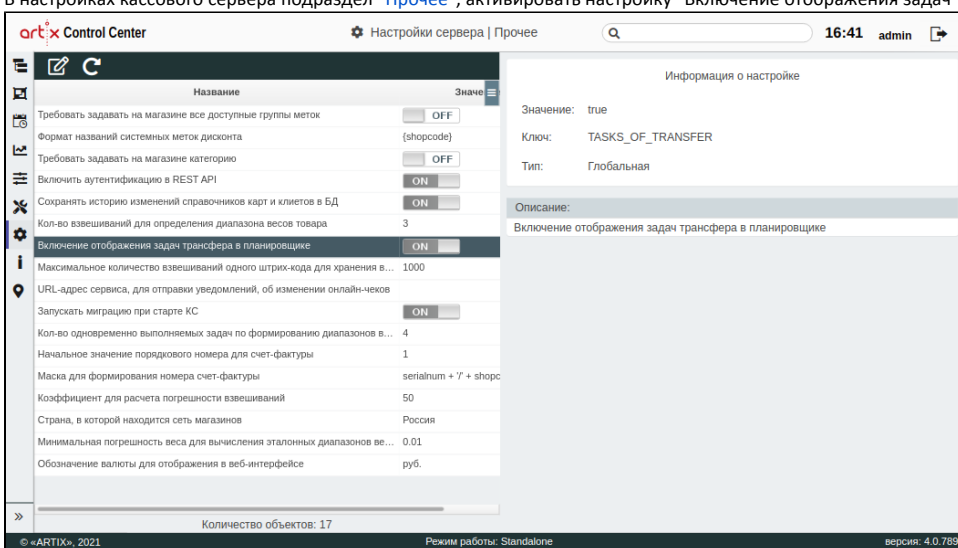 В настройках кассового сервера подраздел "Прочее", активировать настройку "Включение отображения задач
artix Control Center
Настройки сервера | Прочее
16:41
admin
Название
Значе
Требовать задавать на магазине все доступные группы меток
OFF
Формат названий системных меток дисконта
{shopcode}
Требовать задавать на магазине категорию
OFF
Включить аутентификацию в REST API
ON
Сохранять историю изменений справочников карт и клиетов в БД
ON
Кол-во взвешиваний для определения диапазона весов товара
3
Включение отображения задач трансфера в планировщике
ON
Максимальное количество взвешиваний одного штрих-кода для хранения в...
1000
URL-адрес сервиса, для отправки уведомлений, об изменении онлайн-чеков
Запускать миграцию при старте КС
ON
Кол-во одновременно выполняемых задач по формированию диапазонов в...
4
Начальное значение порядкового номера для счет-фактуры
1
Маска для формирования номера счет-фактуры
serialnum + '/' + shopc
Коэффициент для расчета погрешности взвешиваний
50
Страна, в которой находится сеть магазинов
Россия
Минимальная погрешность веса для вычисления эталонных диапазонов ве...
0.01
Обозначение валюты для отображения в веб-интерфейсе
руб.
Количество объектов: 17
Информация о настройке
Значение: true
Ключ: TASKS_OF_TRANSFER
Тип: Глобальная
Описание:
Включение отображения задач трансфера в планировщике
© «ARTIX», 2021
Режим работы: Standalone
версия: 4.0.789